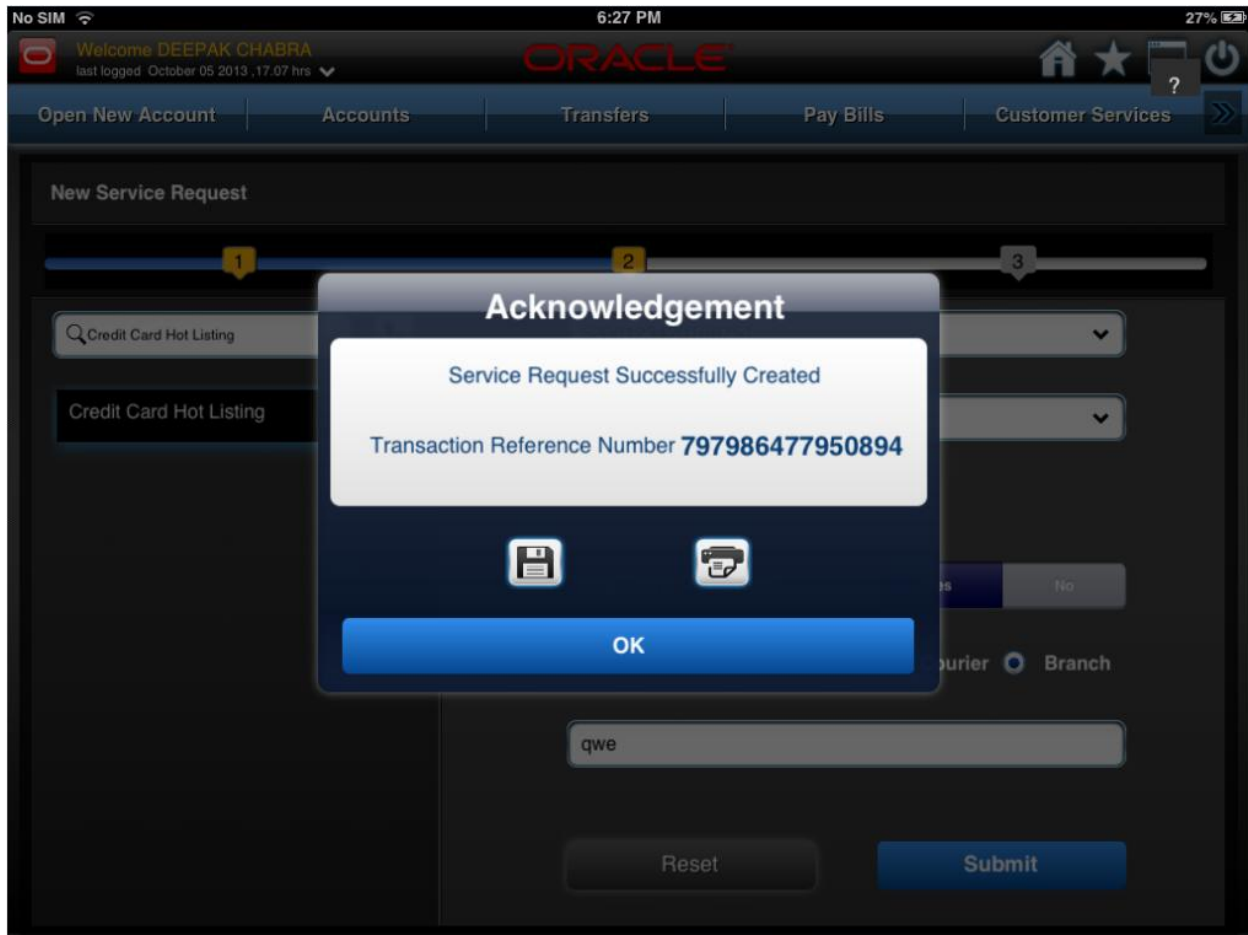 No SIM 6:27 PM 27%
Welcome DEEPAK CHABRA
last logged October 05 2013 ,17.07 hrs
ORACLE
?
Open New Account Accounts Transfers Pay Bills Customer Services
New Service Request
1 2 3
Acknowledgement
Credit Card Hot Listing
Service Request Successfully Created
Credit Card Hot Listing
Transaction Reference Number 797986477950894
No
OK
Branch
qwe
Reset Submit